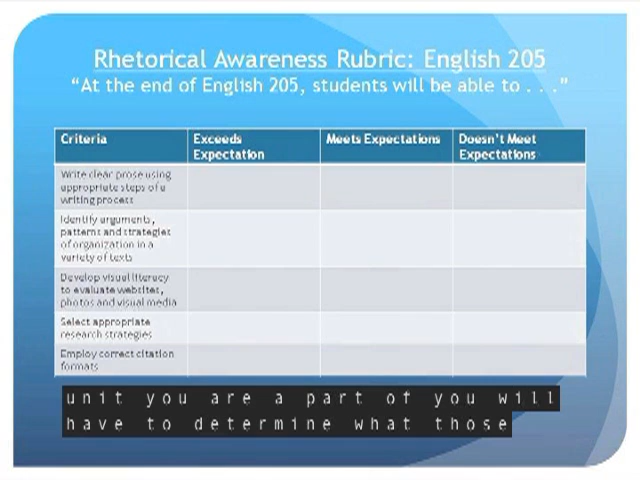 Rhetorical Awareness Rubric: English 205
“At the end of English 205, students will be able to . . .”
Criteria
Exceeds
Expectation
Meets Expectations
Doesn't Meet
Expectations
Write clear prose using
appropriate steps of a
writing process
Identify arguments,
patterns and strategies
of organization in a
variety of texts
Develop visual literacy
to evaluate websites,
photos and visual media
Select appropriate
research strategies
Employ correct citation
formats
unit you are a part of you will
have to determine what those